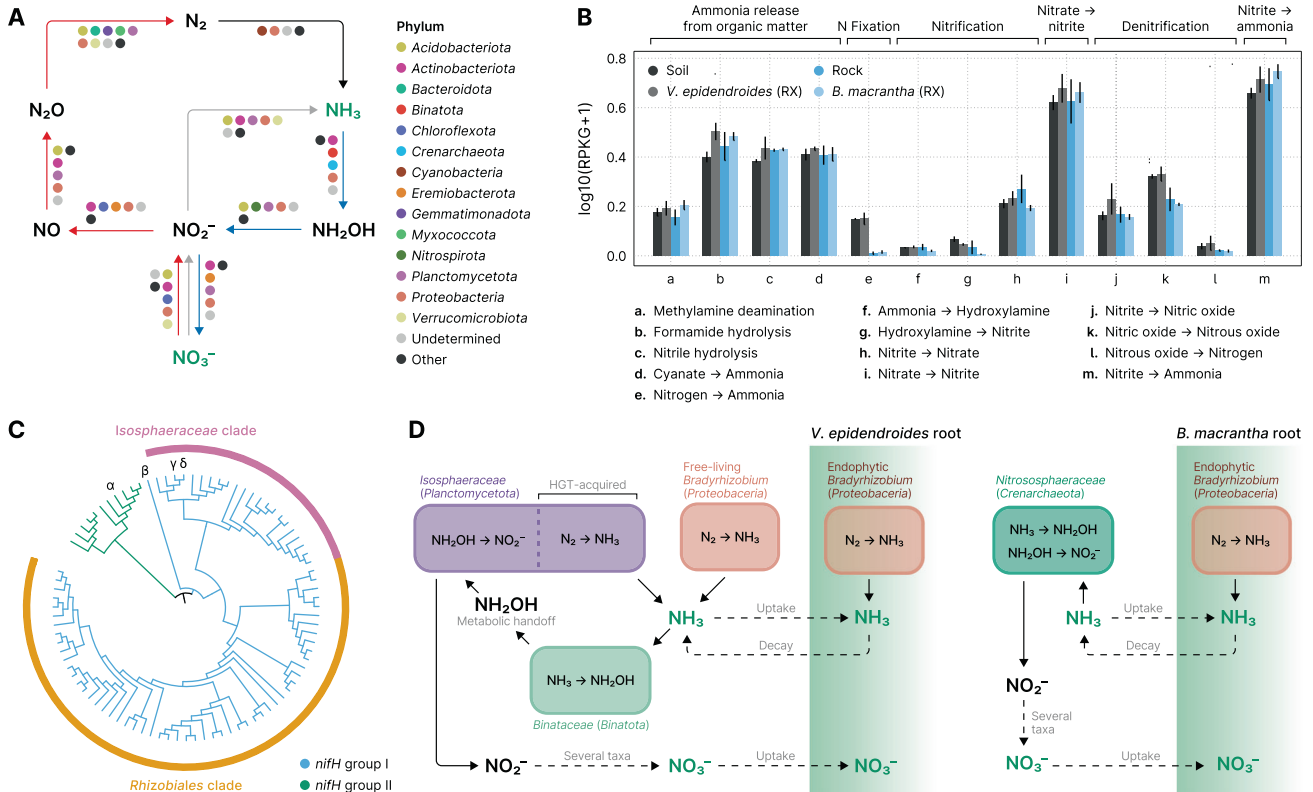 A
N₂
N₂O
NH₃
NO
NO₂⁻
NH₂OH
NO₃⁻
Phylum
Acidobacteriota
Actinobacteriota
Bacteroidota
Binatota
Chloroflexota
Crenarchaeota
Cyanobacteria
Eremiobacterota
Gemmatimonadota
Myxococcota
Nitrospirota
Planctomycetota
Proteobacteria
Verrucomicrobiota
Undetermined
Other
B
Ammonia release
from organic matter
N Fixation
Nitrification
Nitrate →
nitrite
Denitrification
Nitrite →
ammonia
log10(RPKG+1)
0.8
0.6
0.4
0.2
0.0
Soil
V. epidendroides (RX)
Rock
B. macrantha (RX)
a b c d e f g h i j k l m
a. Methylamine deamination
b. Formamide hydrolysis
c. Nitrile hydrolysis
d. Cyanate → Ammonia
e. Nitrogen → Ammonia
f. Ammonia → Hydroxylamine
g. Hydroxylamine → Nitrite
h. Nitrite → Nitrate
i. Nitrate → Nitrite
j. Nitrite → Nitric oxide
k. Nitric oxide → Nitrous oxide
l. Nitrous oxide → Nitrogen
m. Nitrite → Ammonia
C
Isosphaeraceae clade
α
β
γ δ
Rhizobiales clade
nifH group I
nifH group II
D
V. epidendroides root
Isosphaeraceae
(Planctomycetota)
HGT-acquired
NH₂OH → NO₂⁻
N₂ → NH₃
Free-living
Bradyrhizobium
(Proteobaceria)
N₂ → NH₃
Endophytic
Bradyrhizobium
(Proteobaceria)
N₂ → NH₃
NH₂OH
Metabolic handoff
NH₃
Uptake
NH₃
Decay
NH₃ → NH₂OH
Binataceae (Binatota)
NO₂⁻
Several taxa
NO₃⁻
Uptake
NO₃⁻
B. macrantha root
Nitrososphaeraceae
(Crenarchaeota)
NH₃ → NH₂OH
NH₂OH → NO₂⁻
Endophytic
Bradyrhizobium
(Proteobaceria)
N₂ → NH₃
NH₃
Uptake
NH₃
Decay
NO₂⁻
Several
taxa
NO₃⁻
Uptake
NO₃⁻